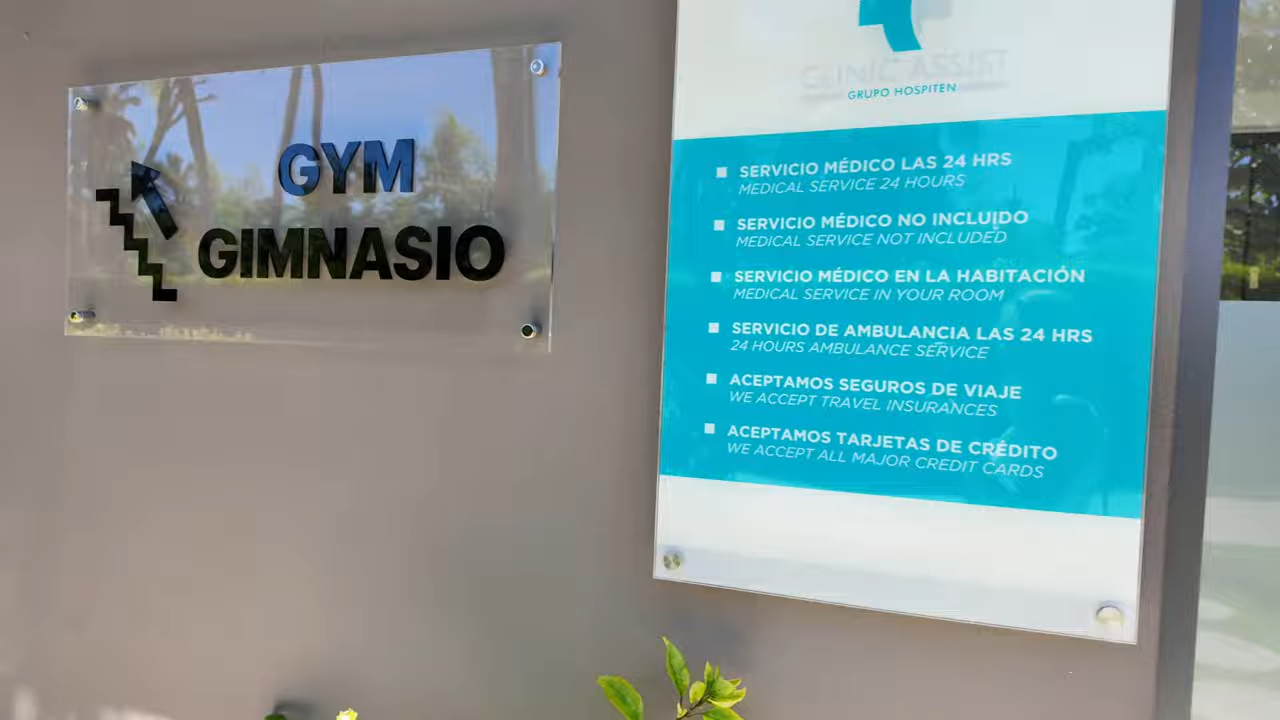 GYM
GIMNASIO
CLINIC ASSIST
GRUPO HOSPITEN
SERVICIO MÉDICO LAS 24 HRS
MEDICAL SERVICE 24 HOURS
SERVICIO MÉDICO NO INCLUIDO
MEDICAL SERVICE NOT INCLUDED
SERVICIO MÉDICO EN LA HABITACIÓN
MEDICAL SERVICE IN YOUR ROOM
SERVICIO DE AMBULANCIA LAS 24 HRS
24 HOURS AMBULANCE SERVICE
ACEPTAMOS SEGUROS DE VIAJE
WE ACCEPT TRAVEL INSURANCES
ACEPTAMOS TARJETAS DE CRÉDITO
WE ACCEPT ALL MAJOR CREDIT CARDS